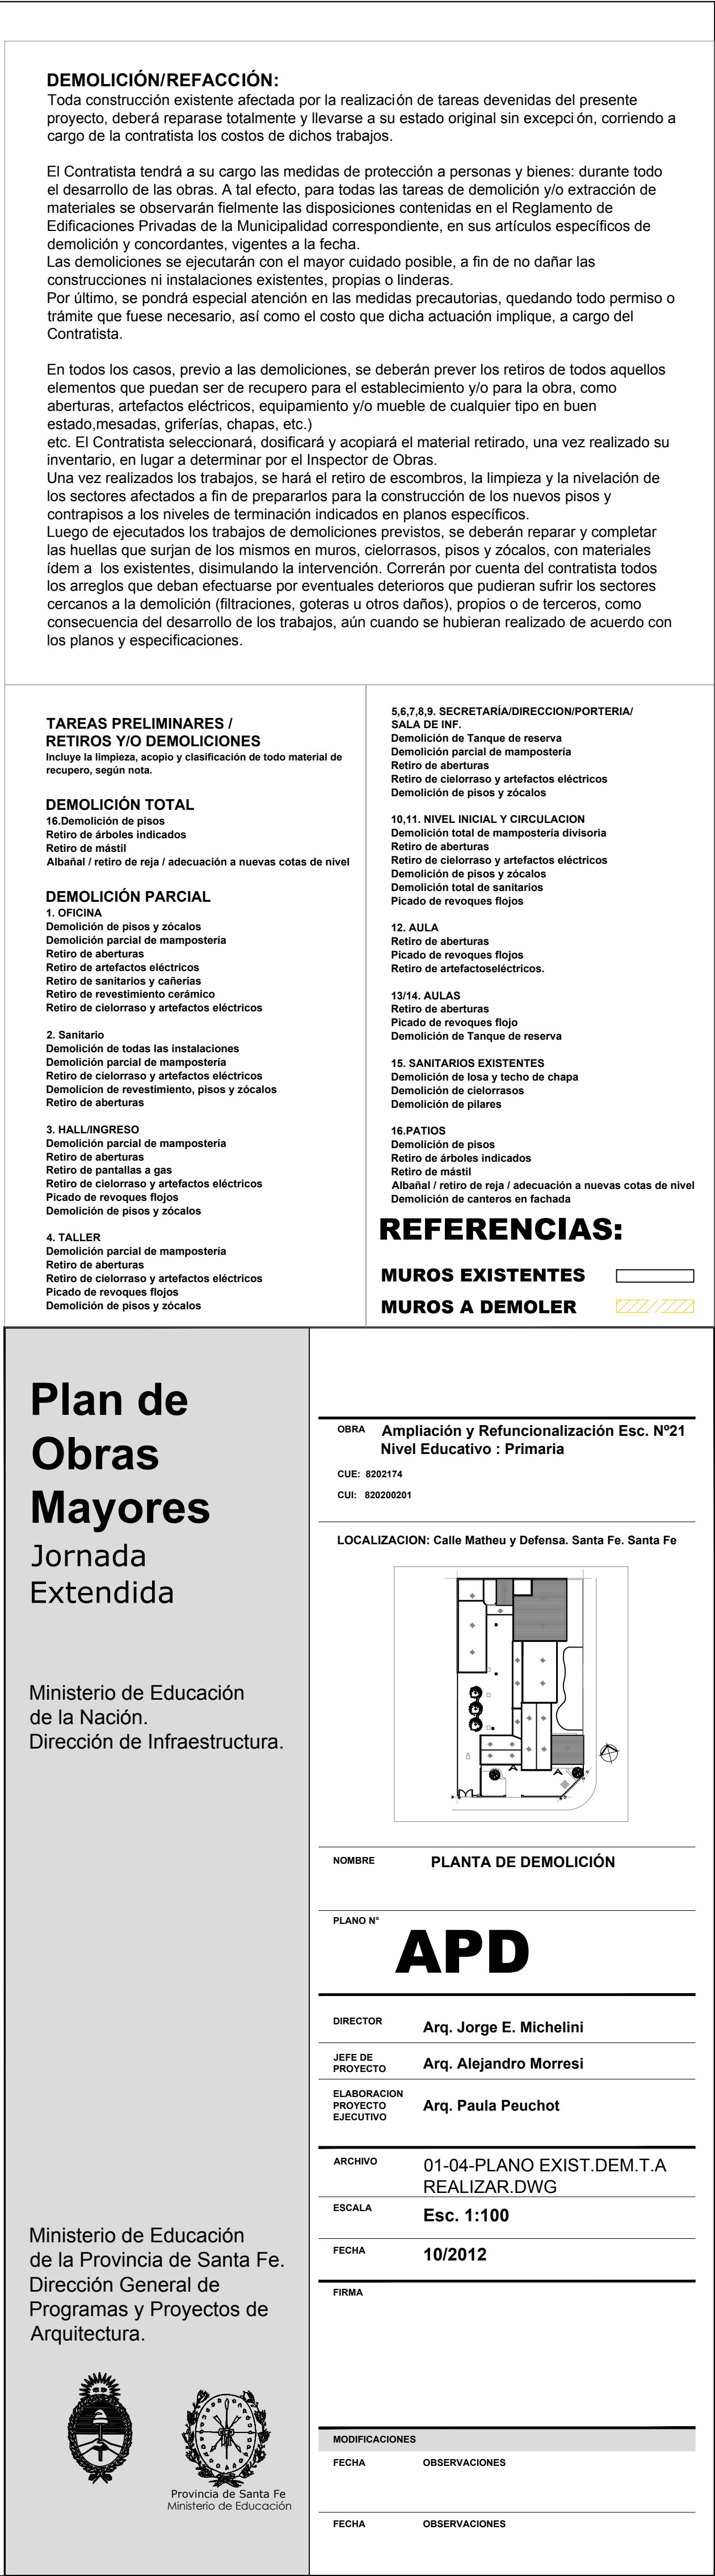 DEMOLICIÓN/REFACCIÓN:
Toda construcción existente afectada por la realización de tareas devenidas del presente
proyecto, deberá repararse totalmente y llevarse a su estado original sin excepción, corriendo a
cargo de la contratista los costos de dichos trabajos.
El Contratista tendrá a su cargo las medidas de protección a personas y bienes: durante todo
el desarrollo de las obras. A tal efecto, para todas las tareas de demolición y/o extracción de
materiales se observarán fielmente las disposiciones contenidas en el Reglamento de
Edificaciones Privadas de la Municipalidad correspondiente, en sus artículos específicos de
demolición y concordantes, vigentes a la fecha.
Las demoliciones se ejecutarán con el mayor cuidado posible, a fin de no dañar las
construcciones ni instalaciones existentes, propias o linderas.
Por último, se pondrá especial atención en las medidas precautorias, quedando todo permiso o
trámite que fuese necesario, así como el costo que dicha actuación implique, a cargo del
Contratista.
En todos los casos, previo a las demoliciones, se deberán prever los retiros de todos aquellos
elementos que puedan ser de recupero para el establecimiento y/o para la obra, como
aberturas, artefactos eléctricos, equipamiento y/o mueble de cualquier tipo en buen
estado,mesadas, griferías, chapas, etc.)
etc. El Contratista seleccionará, dosificará y acopiará el material retirado, una vez realizado su
inventario, en lugar a determinar por el Inspector de Obras.
Una vez realizados los trabajos, se hará el retiro de escombros, la limpieza y la nivelación de
los sectores afectados a fin de prepararlos para la construcción de los nuevos pisos y
contrapisos a los niveles de terminación indicados en planos específicos.
Luego de ejecutados los trabajos de demoliciones previstos, se deberán reparar y completar
las huellas que surjan de los mismos en muros, cielorrasos, pisos y zócalos, con materiales
ídem a los existentes, disimulando la intervención. Correrán por cuenta del contratista todos
los arreglos que deban efectuarse por eventuales deterioros que pudieran sufrir los sectores
cercanos a la demolición (filtraciones, goteras u otros daños), propios o de terceros, como
consecuencia del desarrollo de los trabajos, aún cuando se hubieran realizado de acuerdo con
los planos y especificaciones.
TAREAS PRELIMINARES /
RETIROS Y/O DEMOLICIONES
Incluye la limpieza, acopio y clasificación de todo material de
recupero, según nota.
DEMOLICIÓN TOTAL
16.Demolición de pisos
Retiro de árboles indicados
Retiro de mástil
Albañal / retiro de reja / adecuación a nuevas cotas de nivel
DEMOLICIÓN PARCIAL
1. OFICINA
Demolición de pisos y zócalos
Demolición parcial de mampostería
Retiro de aberturas
Retiro de artefactos eléctricos
Retiro de sanitarios y cañerías
Retiro de revestimiento cerámico
Retiro de cielorraso y artefactos eléctricos
2. Sanitario
Demolición de todas las instalaciones
Demolición parcial de mampostería
Retiro de cielorraso y artefactos eléctricos
Demolicion de revestimiento, pisos y zócalos
Retiro de aberturas
3. HALL/INGRESO
Demolición parcial de mampostería
Retiro de aberturas
Retiro de pantallas a gas
Retiro de cielorraso y artefactos eléctricos
Picado de revoques flojos
Demolición de pisos y zócalos
4. TALLER
Demolición parcial de mampostería
Retiro de aberturas
Retiro de cielorraso y artefactos eléctricos
Picado de revoques flojos
Demolición de pisos y zócalos
5,6,7,8,9. SECRETARÍA/DIRECCION/PORTERIA/
SALA DE INF.
Demolición de Tanque de reserva
Demolición parcial de mampostería
Retiro de aberturas
Retiro de cielorraso y artefactos eléctricos
Demolición de pisos y zócalos
10,11. NIVEL INICIAL Y CIRCULACION
Demolición total de mampostería divisoria
Retiro de aberturas
Retiro de cielorraso y artefactos eléctricos
Demolición de pisos y zócalos
Demolición total de sanitarios
Picado de revoques flojos
12. AULA
Retiro de aberturas
Picado de revoques flojos
Retiro de artefactoseléctricos.
13/14. AULAS
Retiro de aberturas
Picado de revoques flojo
Demolición de Tanque de reserva
15. SANITARIOS EXISTENTES
Demolición de losa y techo de chapa
Demolición de cielorrasos
Demolición de pilares
16.PATIOS
Demolición de pisos
Retiro de árboles indicados
Retiro de mástil
Albañal / retiro de reja / adecuación a nuevas cotas de nivel
Demolición de canteros en fachada
REFERENCIAS:
MUROS EXISTENTES
MUROS A DEMOLER
Plan de
Obras
Mayores
Jornada
Extendida
Ministerio de Educación
de la Nación.
Dirección de Infraestructura.
Ministerio de Educación
de la Provincia de Santa Fe.
Dirección General de
Programas y Proyectos de
Arquitectura.
Provincia de Santa Fe
Ministerio de Educación
OBRA Ampliación y Refuncionalización Esc. Nº21
Nivel Educativo : Primaria
CUE: 8202174
CUI: 820200201
LOCALIZACION: Calle Matheu y Defensa. Santa Fe. Santa Fe
NOMBRE PLANTA DE DEMOLICIÓN
PLANO N°
APD
DIRECTOR Arq. Jorge E. Michelini
JEFE DE
PROYECTO Arq. Alejandro Morresi
ELABORACION
PROYECTO
EJECUTIVO Arq. Paula Peuchot
ARCHIVO 01-04-PLANO EXIST.DEM.T.A
REALIZAR.DWG
ESCALA Esc. 1:100
FECHA 10/2012
FIRMA
MODIFICACIONES
FECHA OBSERVACIONES
FECHA OBSERVACIONES